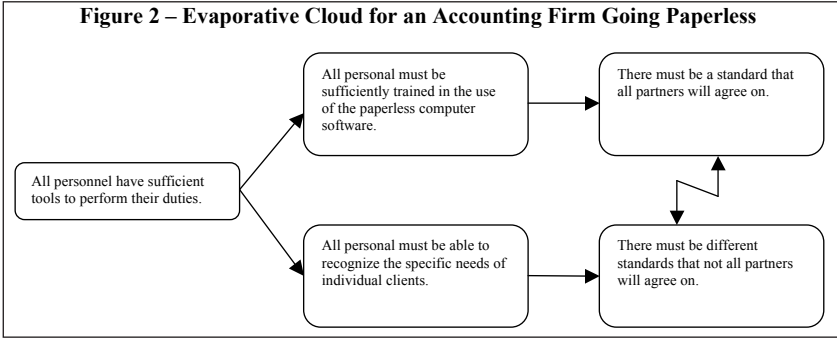 Figure 2 – Evaporative Cloud for an Accounting Firm Going Paperless
All personal must be
sufficiently trained in the use
of the paperless computer
software.
There must be a standard that
all partners will agree on.
All personnel have sufficient
tools to perform their duties.
All personal must be able to
recognize the specific needs of
individual clients.
There must be different
standards that not all partners
will agree on.